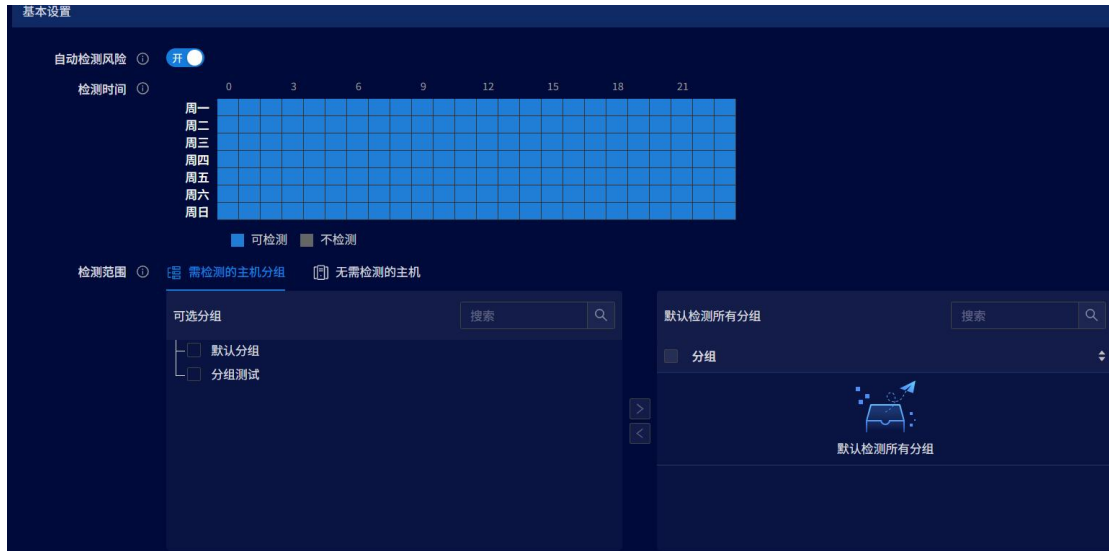 基本设置
自动检测风险 开
检测时间 0 3 6 9 12 15 18 21
周一
周二
周三
周四
周五
周六
周日
可检测 不检测
检测范围 需检测的主机分组 无需检测的主机
可选分组 搜索 默认检测所有分组 搜索
默认分组 分组
分组测试
默认检测所有分组